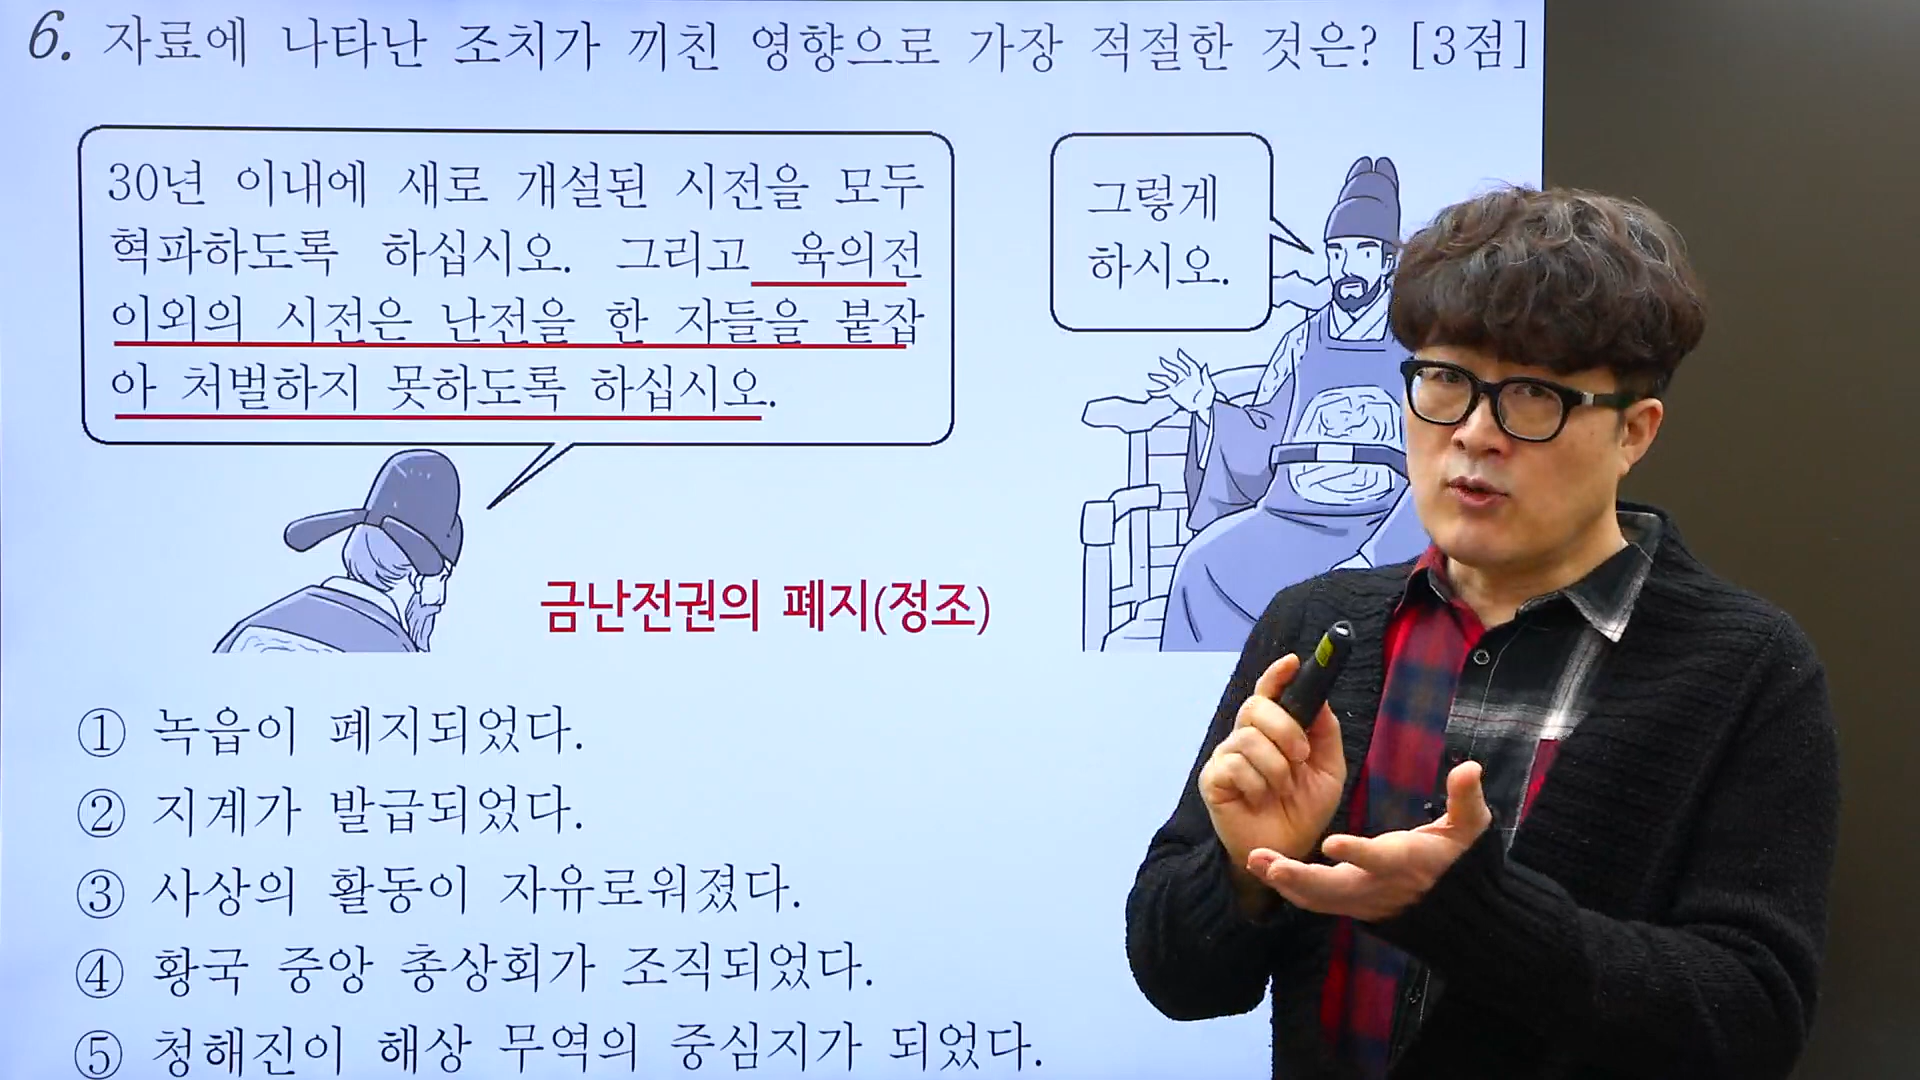 6. 자료에 나타난 조치가 끼친 영향으로 가장 적절한 것은? [3점]
30년 이내에 새로 개설된 시전을 모두
혁파하도록 하십시오. 그리고 육의전
이외의 시전은 난전을 한 자들을 붙잡
아 처벌하지 못하도록 하십시오.
그렇게
하시오.
금난전권의 폐지(정조)
① 녹읍이 폐지되었다.
② 지계가 발급되었다.
③ 사상의 활동이 자유로워졌다.
④ 황국 중앙 총상회가 조직되었다.
⑤ 청해진이 해상 무역의 중심지가 되었다.